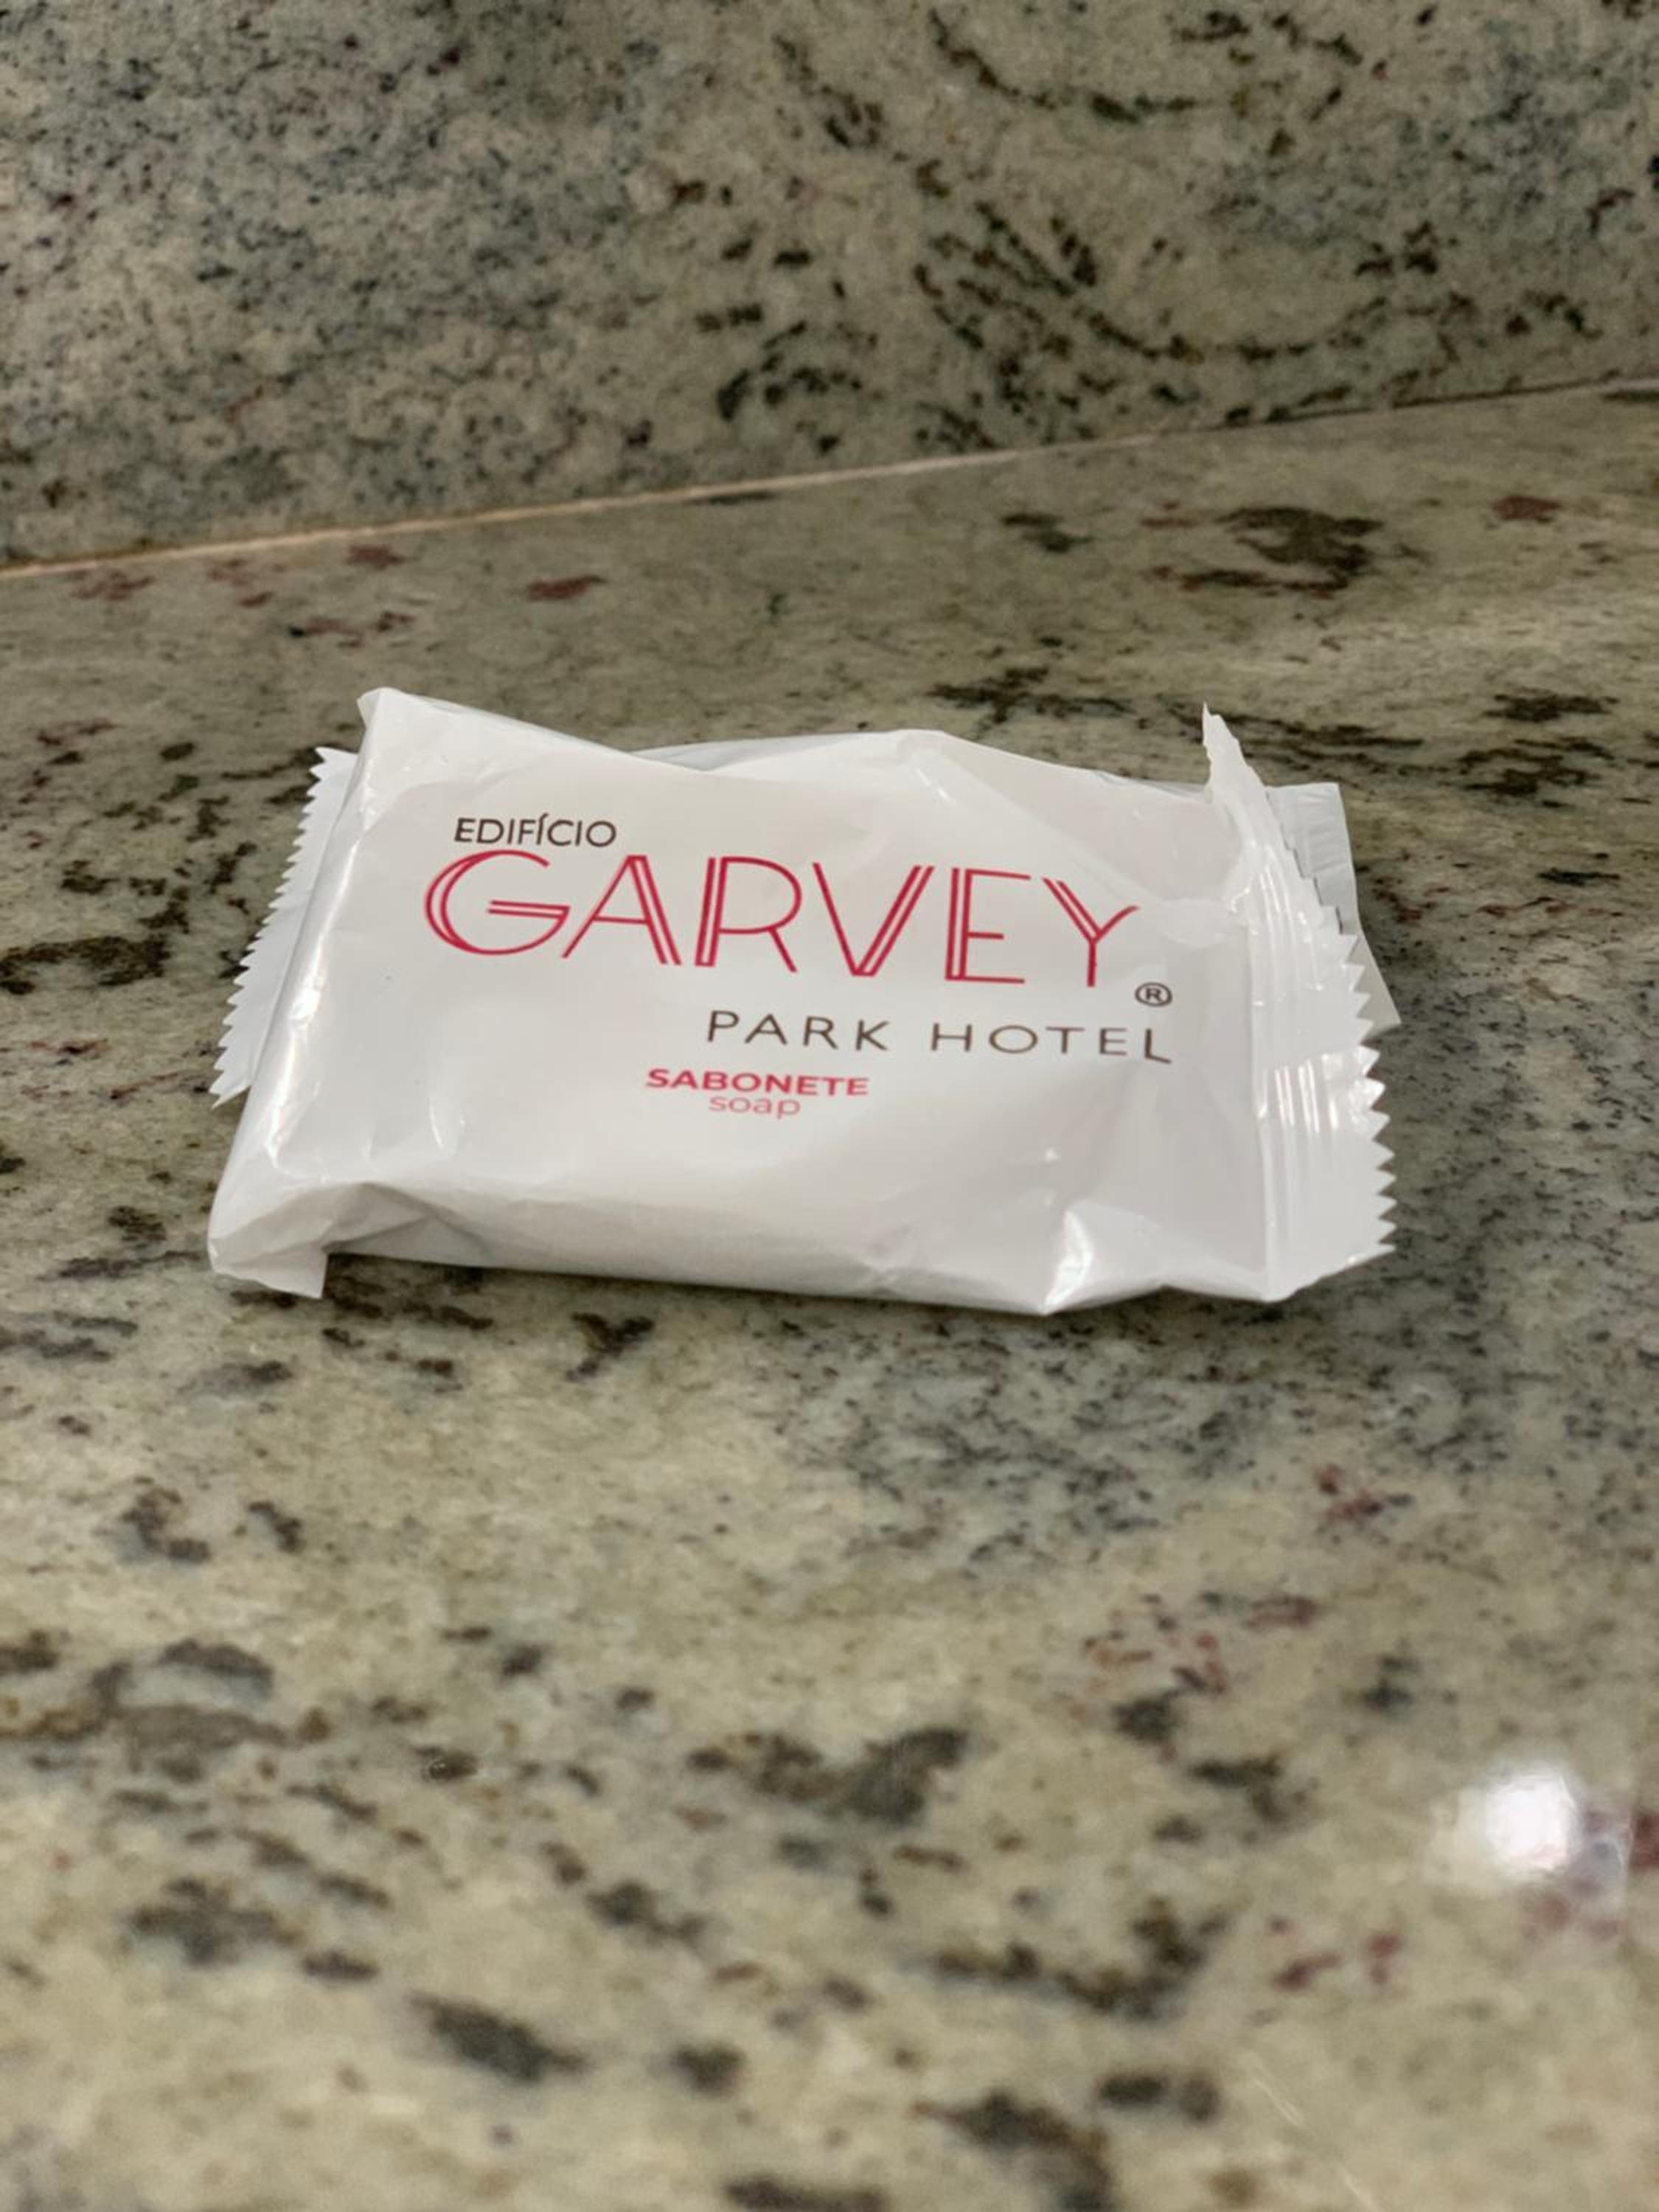 EDIFÍCIO
GARVEY®
PARK HOTEL
SABONETE
soap